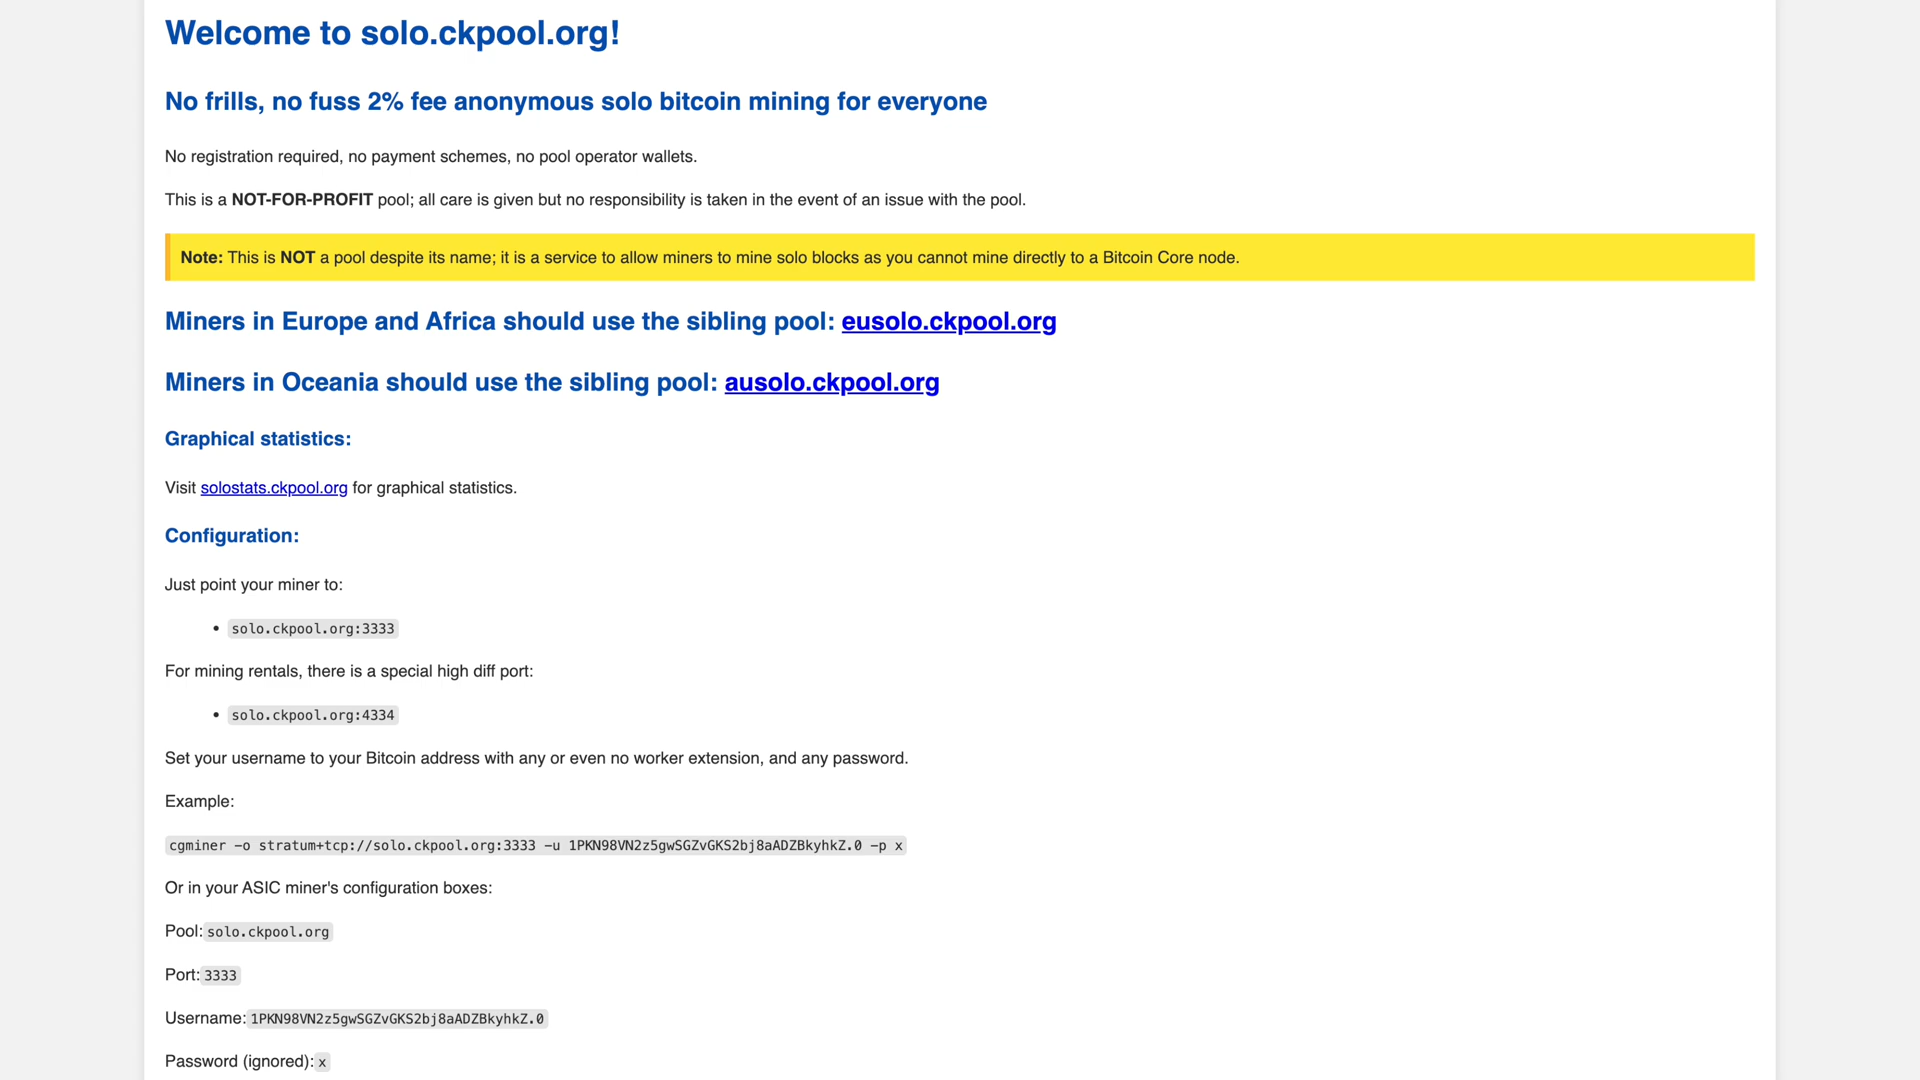 Welcome to solo.ckpool.org!
No frills, no fuss 2% fee anonymous solo bitcoin mining for everyone
No registration required, no payment schemes, no pool operator wallets.
This is a NOT-FOR-PROFIT pool; all care is given but no responsibility is taken in the event of an issue with the pool.
Note: This is NOT a pool despite its name; it is a service to allow miners to mine solo blocks as you cannot mine directly to a Bitcoin Core node.
Miners in Europe and Africa should use the sibling pool: eusolo.ckpool.org
Miners in Oceania should use the sibling pool: ausolo.ckpool.org
Graphical statistics:
Visit solostats.ckpool.org for graphical statistics.
Configuration:
Just point your miner to:
• solo.ckpool.org:3333
For mining rentals, there is a special high diff port:
• solo.ckpool.org:4334
Set your username to your Bitcoin address with any or even no worker extension, and any password.
Example:
cgminer -o stratum+tcp://solo.ckpool.org:3333 -u 1PKN98VN2z5gwSGZvGKS2bj8aADZBkyhkZ.0 -p x
Or in your ASIC miner's configuration boxes:
Pool: solo.ckpool.org
Port: 3333
Username: 1PKN98VN2z5gwSGZvGKS2bj8aADZBkyhkZ.0
Password (ignored): x